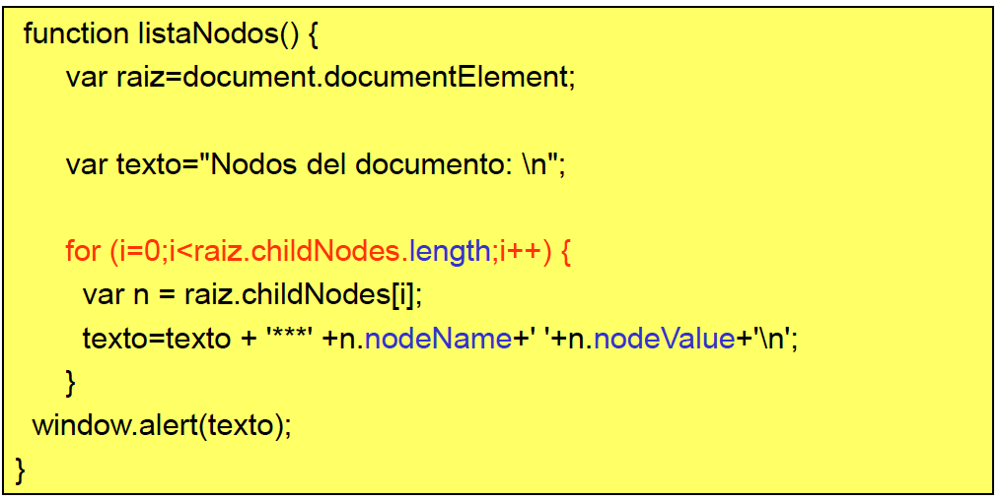 function listaNodos() {
var raiz=document.documentElement;
var texto="Nodos del documento: \n";
for (i=0;i<raiz.childNodes.length;i++) {
var n = raiz.childNodes[i];
texto=texto + '***' +n.nodeName+' '+n.nodeValue+'\n';
}
window.alert(texto);
}